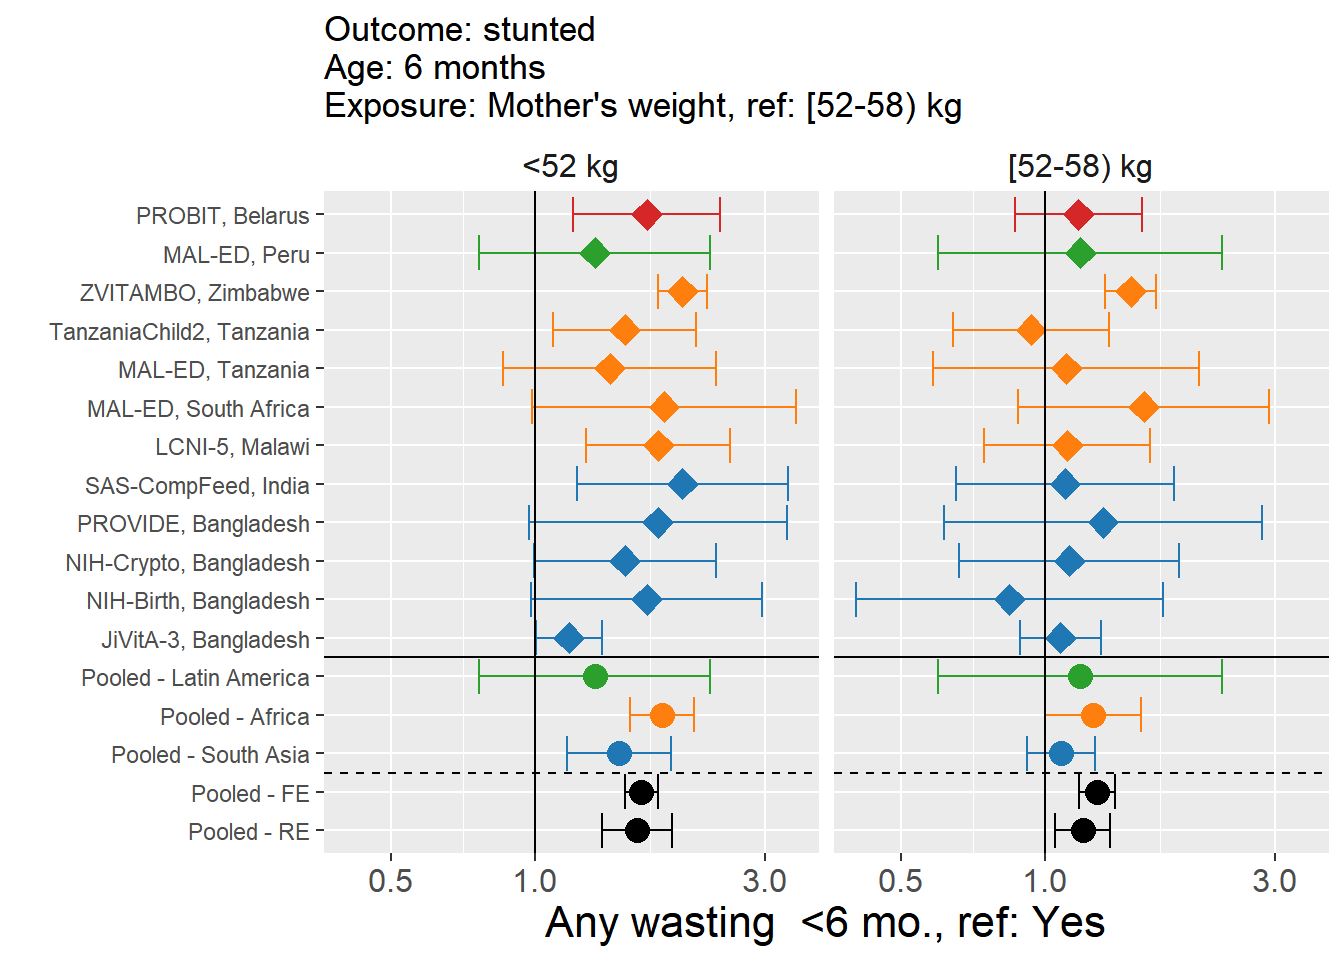 Outcome: stunted
Age: 6 months
Exposure: Mother's weight, ref: [52-58) kg
<52 kg
[52-58) kg
PROBIT, Belarus
MAL-ED, Peru
ZVITAMBO, Zimbabwe
TanzaniaChild2, Tanzania
MAL-ED, Tanzania
MAL-ED, South Africa
LCNI-5, Malawi
SAS-CompFeed, India
PROVIDE, Bangladesh
NIH-Crypto, Bangladesh
NIH-Birth, Bangladesh
JiVitA-3, Bangladesh
Pooled - Latin America
Pooled - Africa
Pooled - South Asia
Pooled - FE
Pooled - RE
0.5 1.0 3.0 0.5 1.0 3.0
Any wasting  <6 mo., ref: Yes